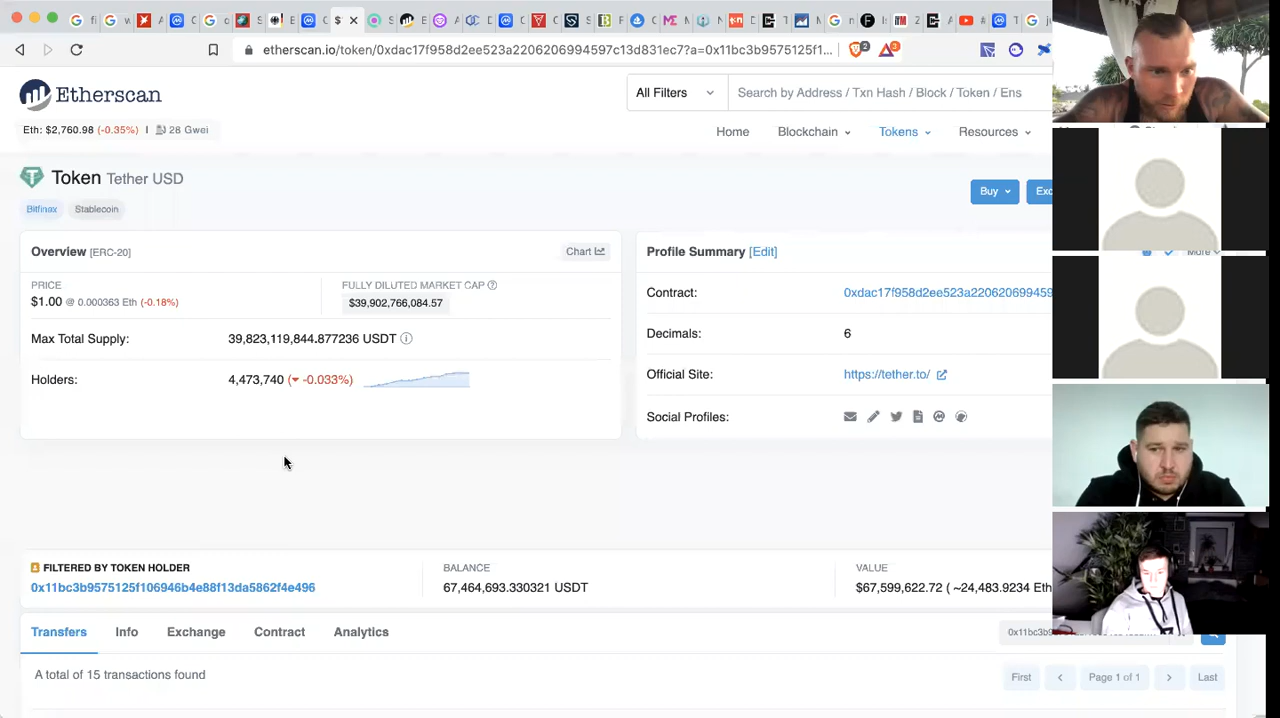 etherscan.io/token/0xdac17f958d2ee523a2206206994597c13d831ec7?a=0x11bc3b9575125f1...
2
Etherscan
All Filters
Search by Address / Txn Hash / Block / Token / Ens
Eth: $2,760.98 (-0.35%) | 28 Gwei
Home Blockchain Tokens Resources
Token Tether USD
Buy
Exc
Bitfinex Stablecoin
Overview [ERC-20]
Chart
Profile Summary [Edit]
More
PRICE
$1.00 @ 0.000363 Eth (-0.18%)
FULLY DILUTED MARKET CAP
$39,902,766,084.57
Contract: 0xdac17f958d2ee523a220620699459
Max Total Supply: 39,823,119,844.877236 USDT
Decimals: 6
Holders: 4,473,740 (-0.033%)
Official Site: https://tether.to/
Social Profiles:
FILTERED BY TOKEN HOLDER
0x11bc3b9575125f106946b4e88f13da5862f4e496
BALANCE
67,464,693.330321 USDT
VALUE
$67,599,622.72 ( ~24,483.9234 Eth
Transfers Info Exchange Contract Analytics
A total of 15 transactions found
First
Page 1 of 1
Last